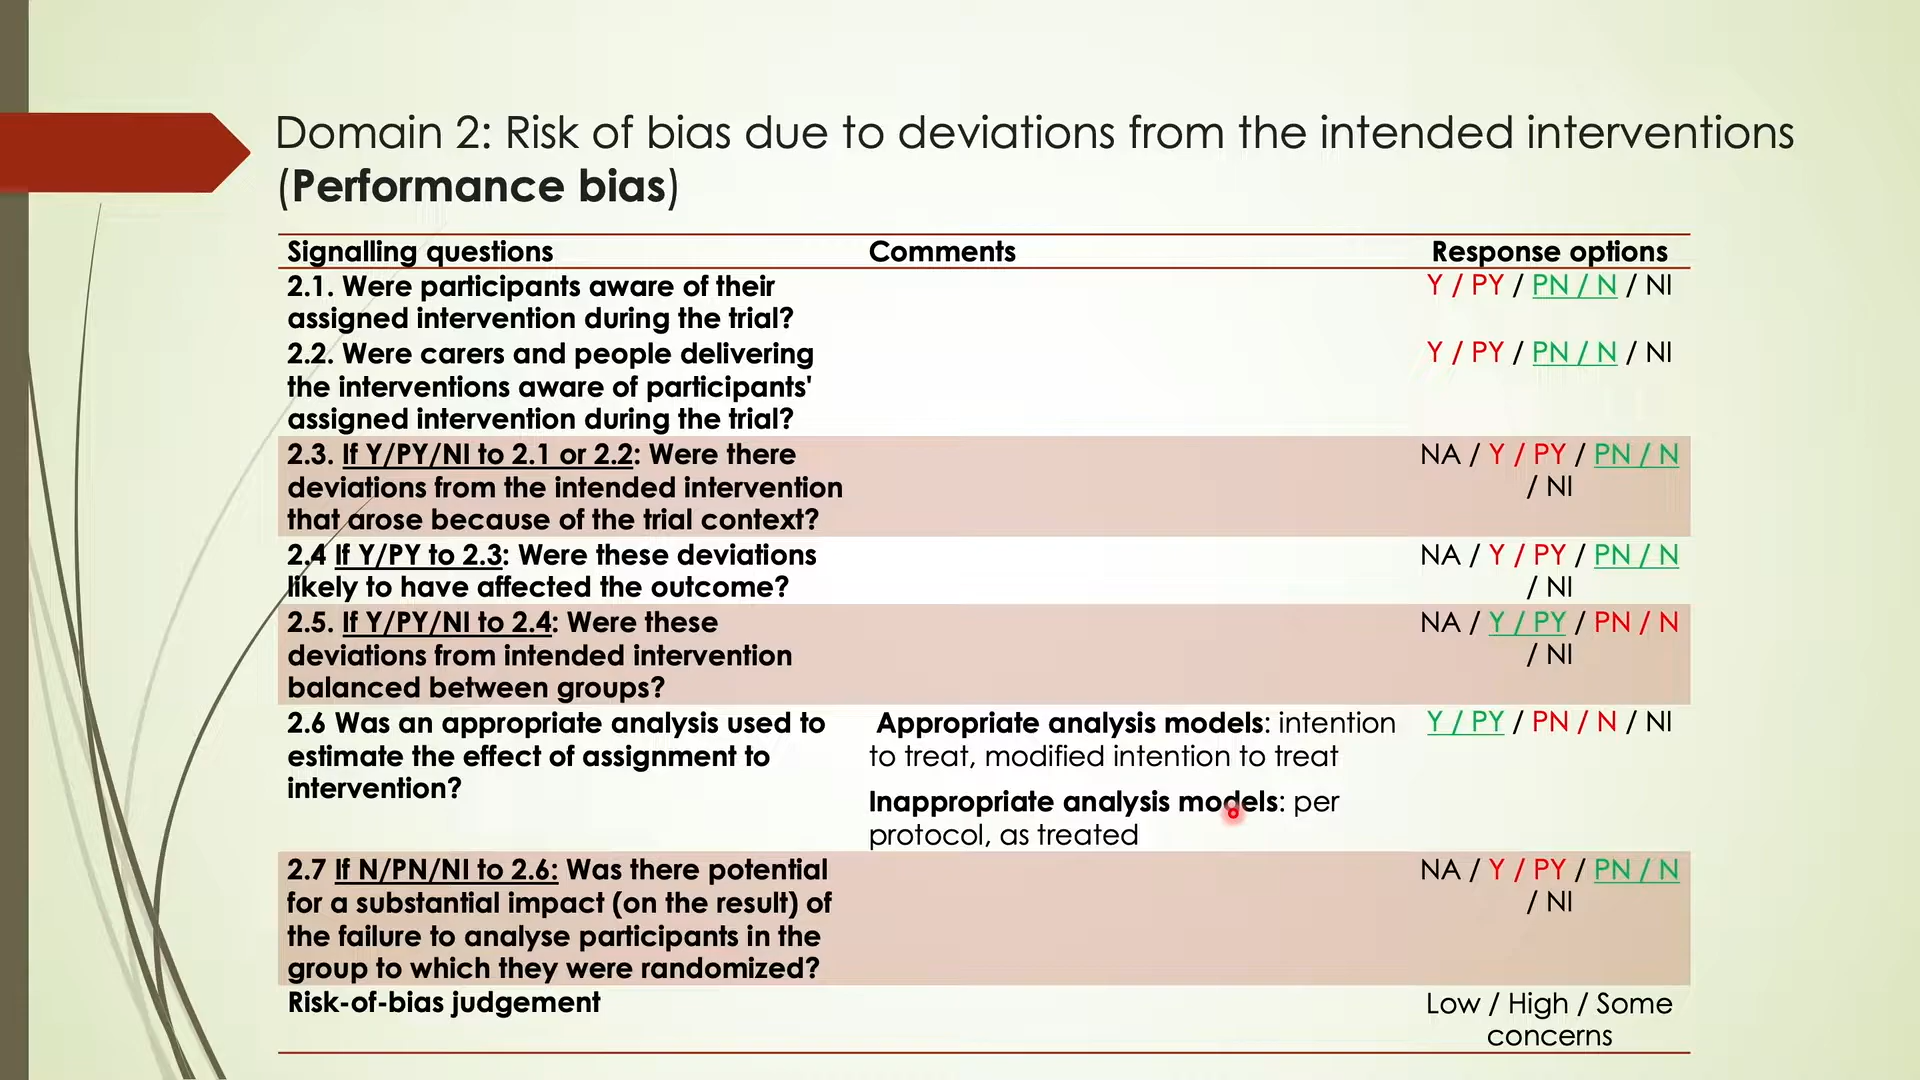 Domain 2: Risk of bias due to deviations from the intended interventions
(Performance bias)
Signalling questions Comments Response options
2.1. Were participants aware of their
assigned intervention during the trial?
Y / PY / PN / N / NI
2.2. Were carers and people delivering
the interventions aware of participants'
assigned intervention during the trial?
Y / PY / PN / N / NI
2.3. If Y/PY/NI to 2.1 or 2.2: Were there
deviations from the intended intervention
that arose because of the trial context?
NA / Y / PY / PN / N
/ NI
2.4 If Y/PY to 2.3: Were these deviations
likely to have affected the outcome?
NA / Y / PY / PN / N
/ NI
2.5. If Y/PY/NI to 2.4: Were these
deviations from intended intervention
balanced between groups?
NA / Y / PY / PN / N
/ NI
2.6 Was an appropriate analysis used to
estimate the effect of assignment to
intervention?
Appropriate analysis models: intention
to treat, modified intention to treat
Inappropriate analysis models: per
protocol, as treated
Y / PY / PN / N / NI
2.7 If N/PN/NI to 2.6: Was there potential
for a substantial impact (on the result) of
the failure to analyse participants in the
group to which they were randomized?
NA / Y / PY / PN / N
/ NI
Risk-of-bias judgement
Low / High / Some
concerns